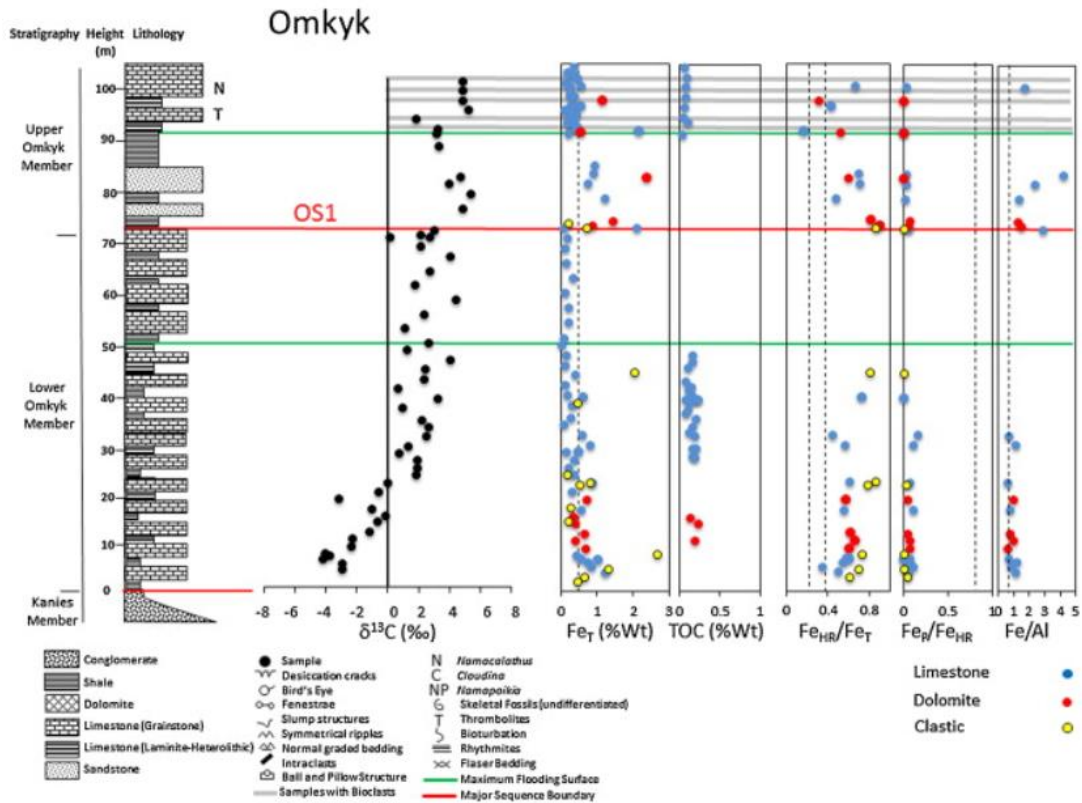 Omkyk
Stratigraphy Height Lithology
(m)
100
90
80
70
60
50
40
30
20
10
0
N
T
Upper
Omkyk
Member
OS1
Lower
Omkyk
Member
Kanies
Member
-8 -6 -4 -2 0 2 4 6 8
δ¹³C (‰)
0 1 2 3
FeT (%Wt)
0 1
TOC (%Wt)
0 0.4 0.8
FeHR/FeT
0 0.5 1
FeP/FeHR
0 1 2 3 4 5
Fe/Al
Conglomerate
Shale
Dolomite
Limestone (Grainstone)
Limestone (Laminite-Heterolithic)
Sandstone
Sample
Desiccation cracks
Bird's Eye
Fenestrae
Slump structures
Symmetrical ripples
Normal graded bedding
Intraclasts
Ball and Pillow Structure
Samples with Bioclasts
N Namacalathus
C Cloudina
NP Namapoikia
Skeletal Fossils (undifferentiated)
T Thrombolites
Bioturbation
Rhythmites
Flaser Bedding
Maximum Flooding Surface
Major Sequence Boundary
Limestone
Dolomite
Clastic